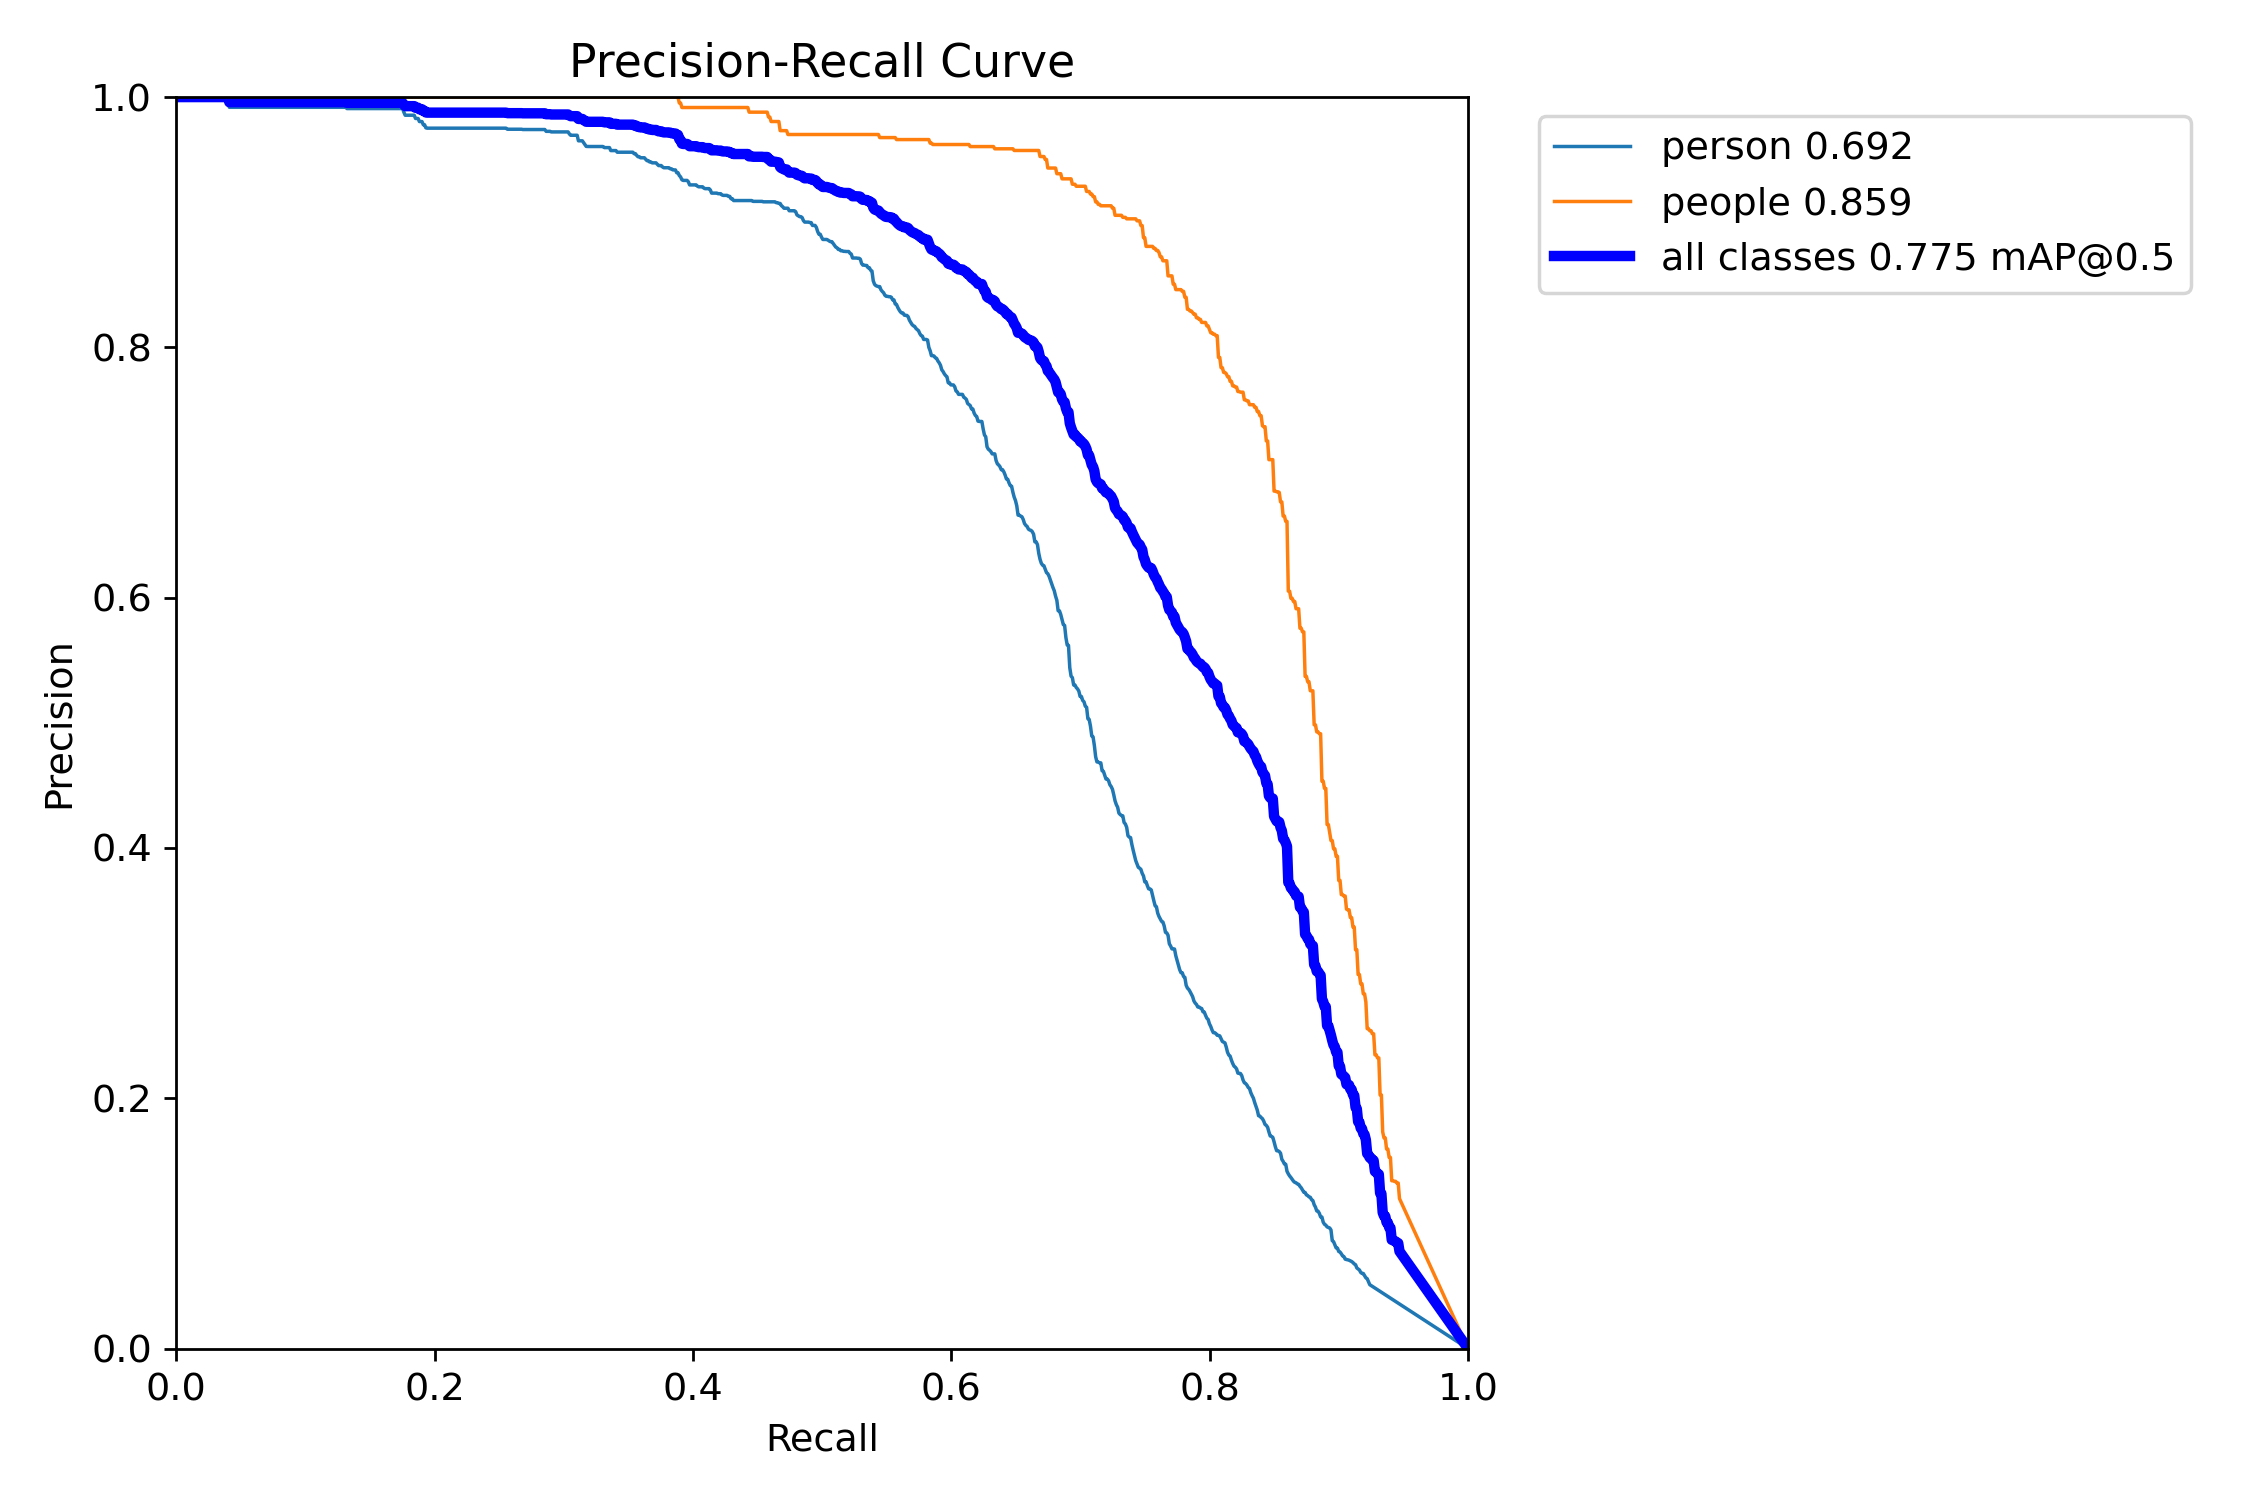 Precision-Recall Curve
person 0.692
people 0.859
all classes 0.775 mAP@0.5
Precision
1.0
0.8
0.6
0.4
0.2
0.0
0.0 0.2 0.4 0.6 0.8 1.0
Recall